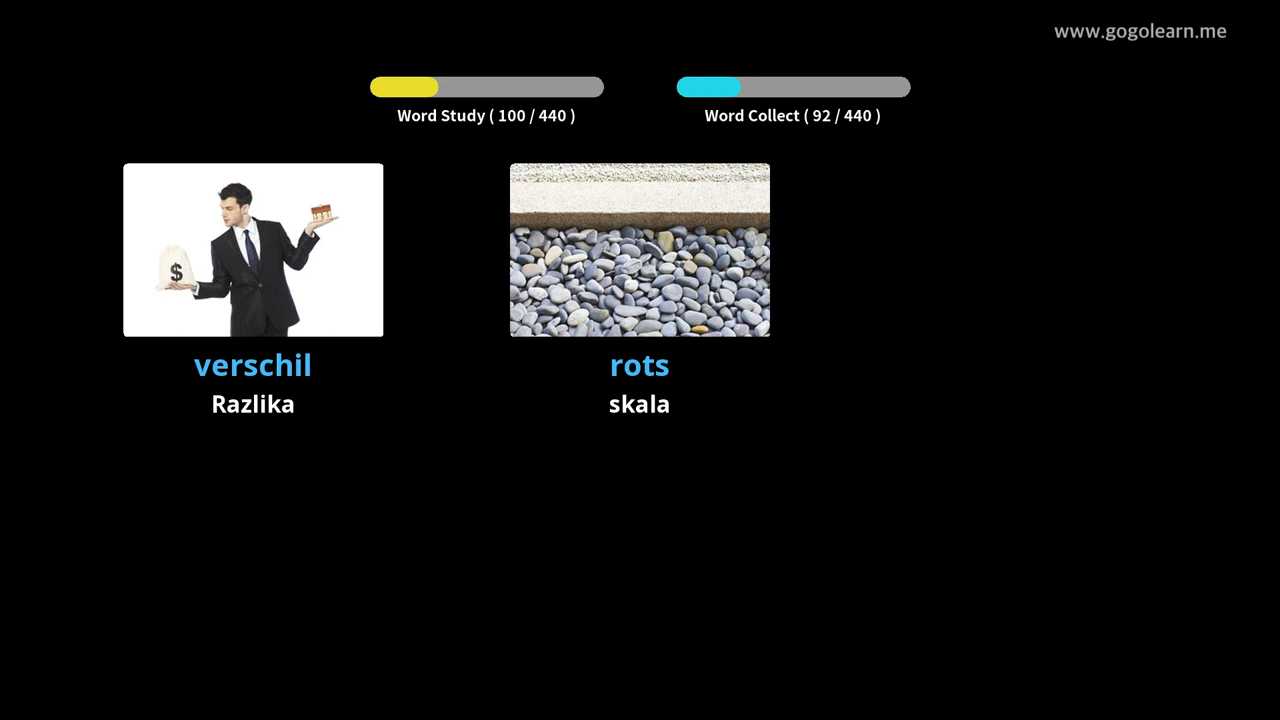 www.gogolearn.me
Word Study ( 100 / 440 )
Word Collect ( 92 / 440 )
$
verschil
rots
Razlika
skala